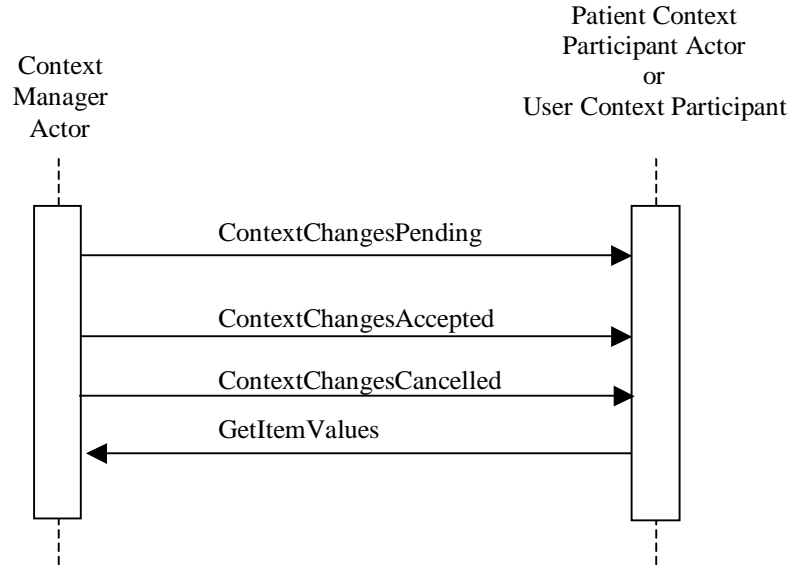 Context
Manager
Actor
Patient Context
Participant Actor
or
User Context Participant
ContextChangesPending
ContextChangesAccepted
ContextChangesCancelled
GetItemValues